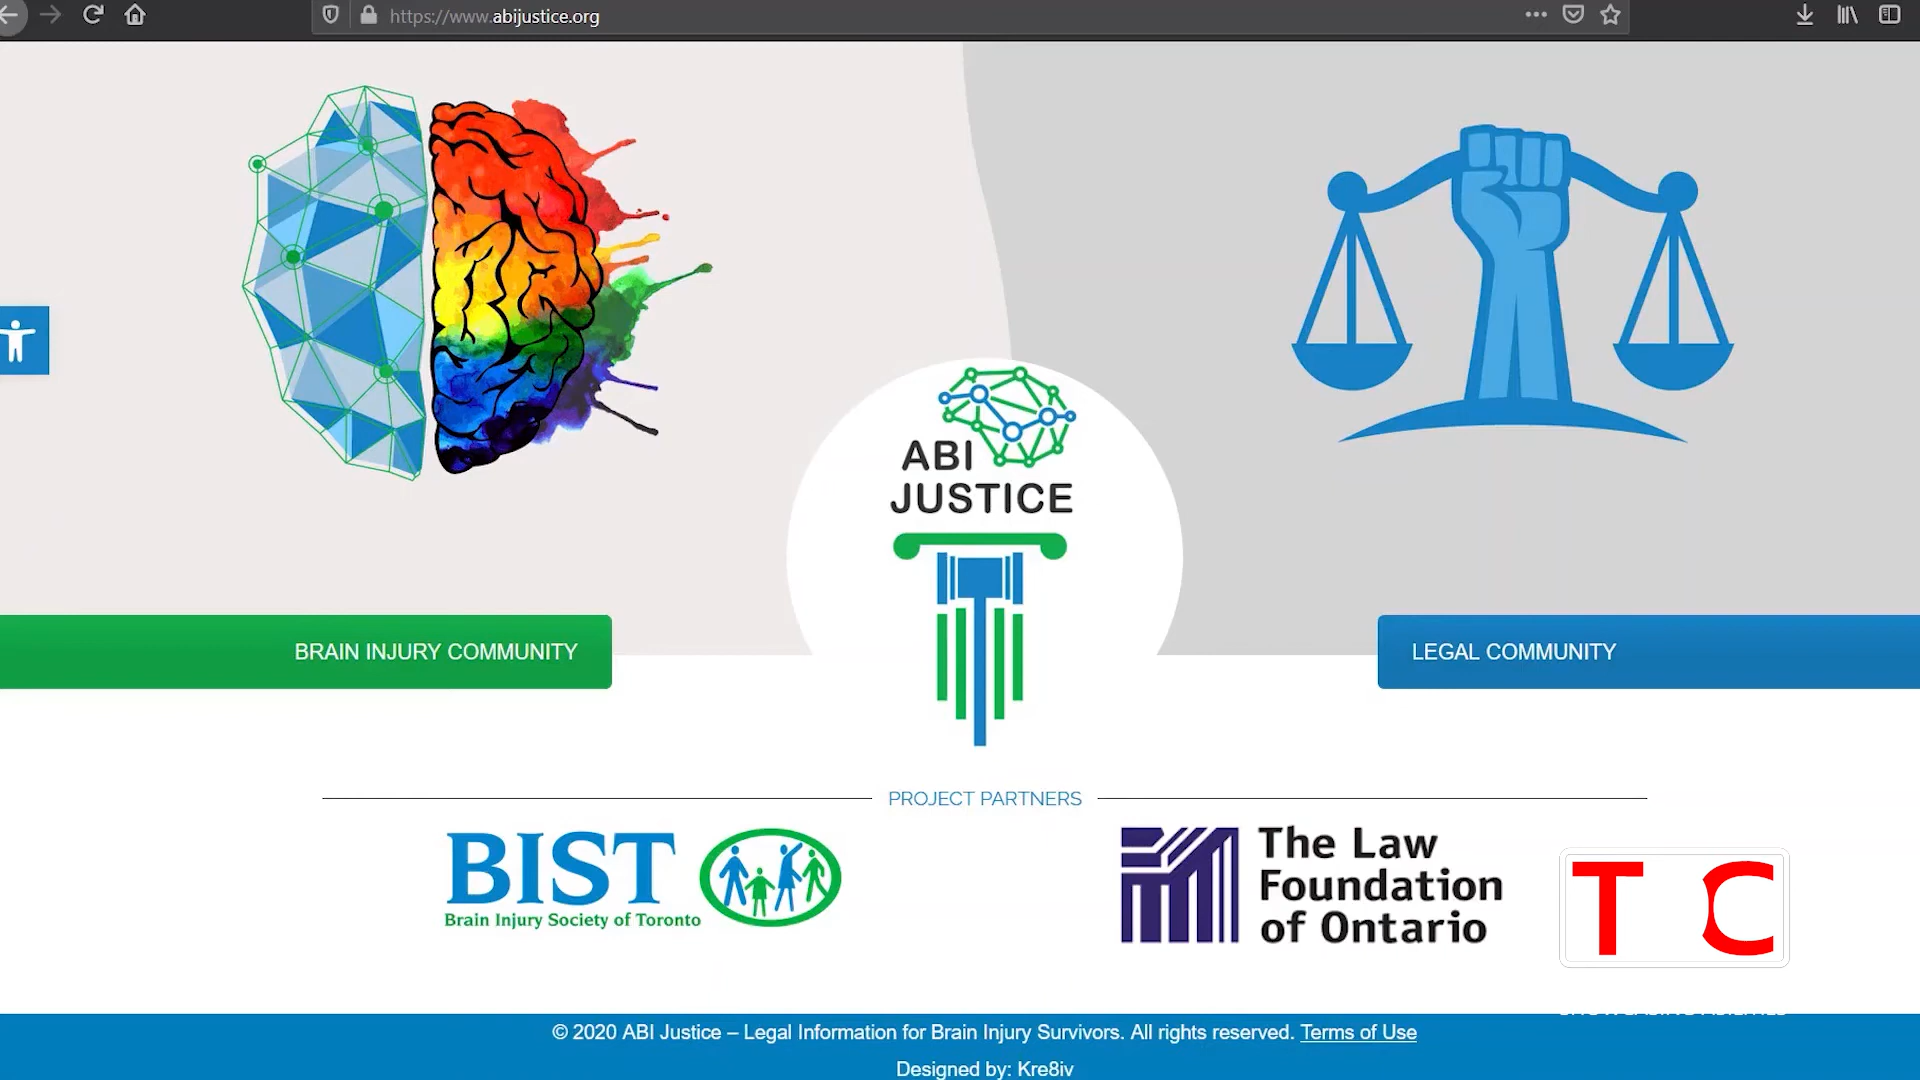 https://www.abijustice.org
ABI
JUSTICE
BRAIN INJURY COMMUNITY
LEGAL COMMUNITY
PROJECT PARTNERS
BIST
Brain Injury Society of Toronto
The Law
Foundation
of Ontario
T C
© 2020 ABI Justice – Legal Information for Brain Injury Survivors. All rights reserved. Terms of Use
Designed by: Kre8iv